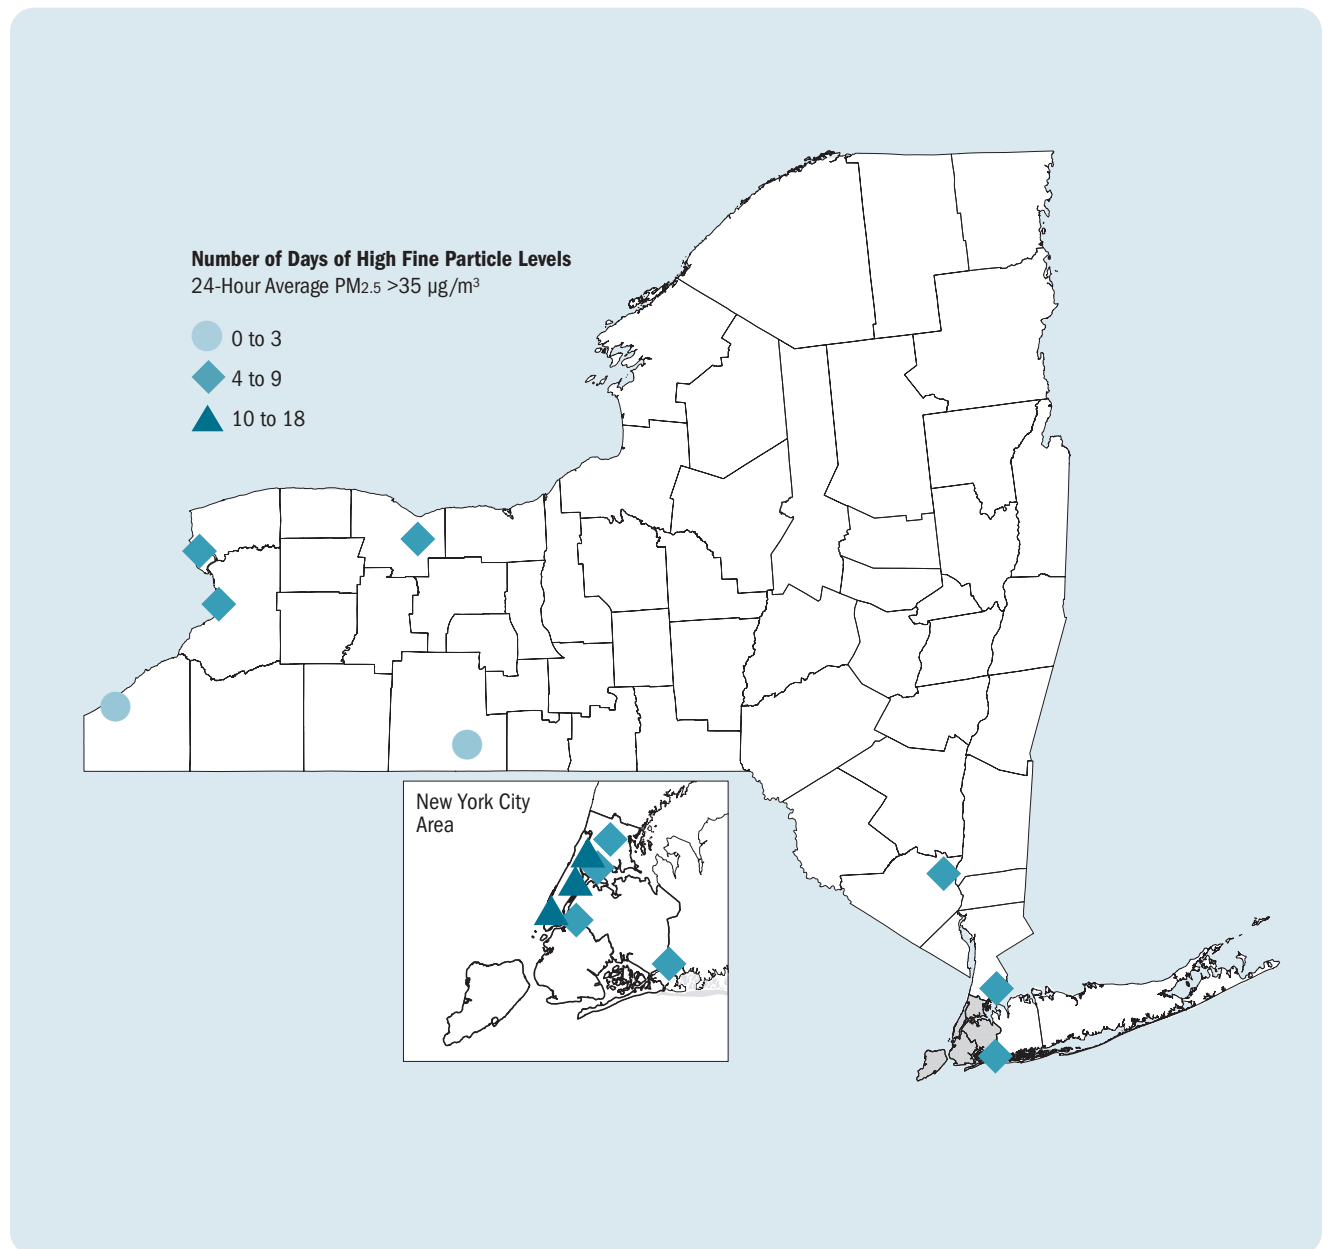 Number of Days of High Fine Particle Levels
24-Hour Average PM2.5 >35 µg/m³
0 to 3
4 to 9
10 to 18
New York City
Area